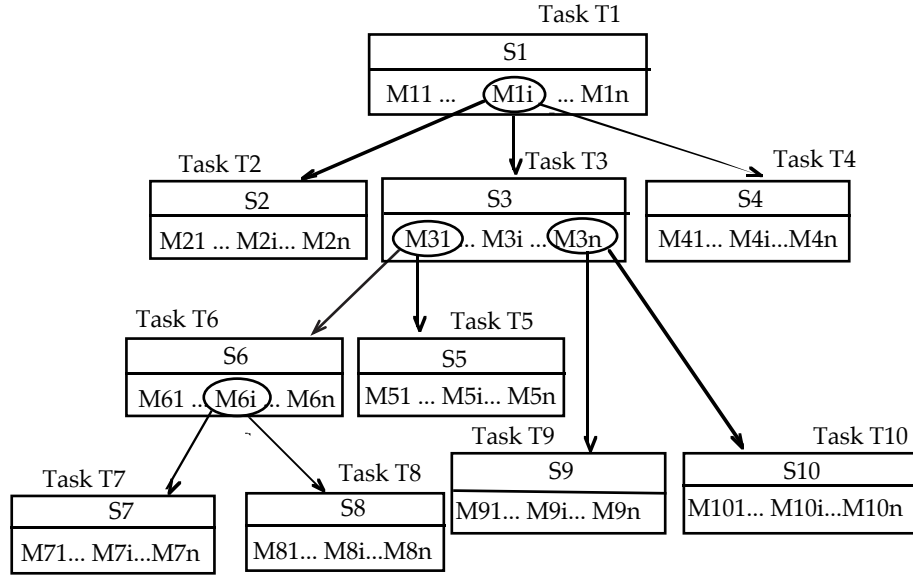 Task T1
S1
M11 ... M1i ... M1n
Task T2
Task T3
Task T4
S2
S3
S4
M21 ... M2i... M2n
M31 .. M3i ... M3n
M41... M4i...M4n
Task T6
Task T5
S6
S5
M61 ... M6i .. M6n
M51 ... M5i... M5n
Task T9
Task T10
S9
S10
M91... M9i... M9n
M101... M10i...M10n
Task T7
Task T8
S7
S8
M71... M7i...M7n
M81... M8i...M8n